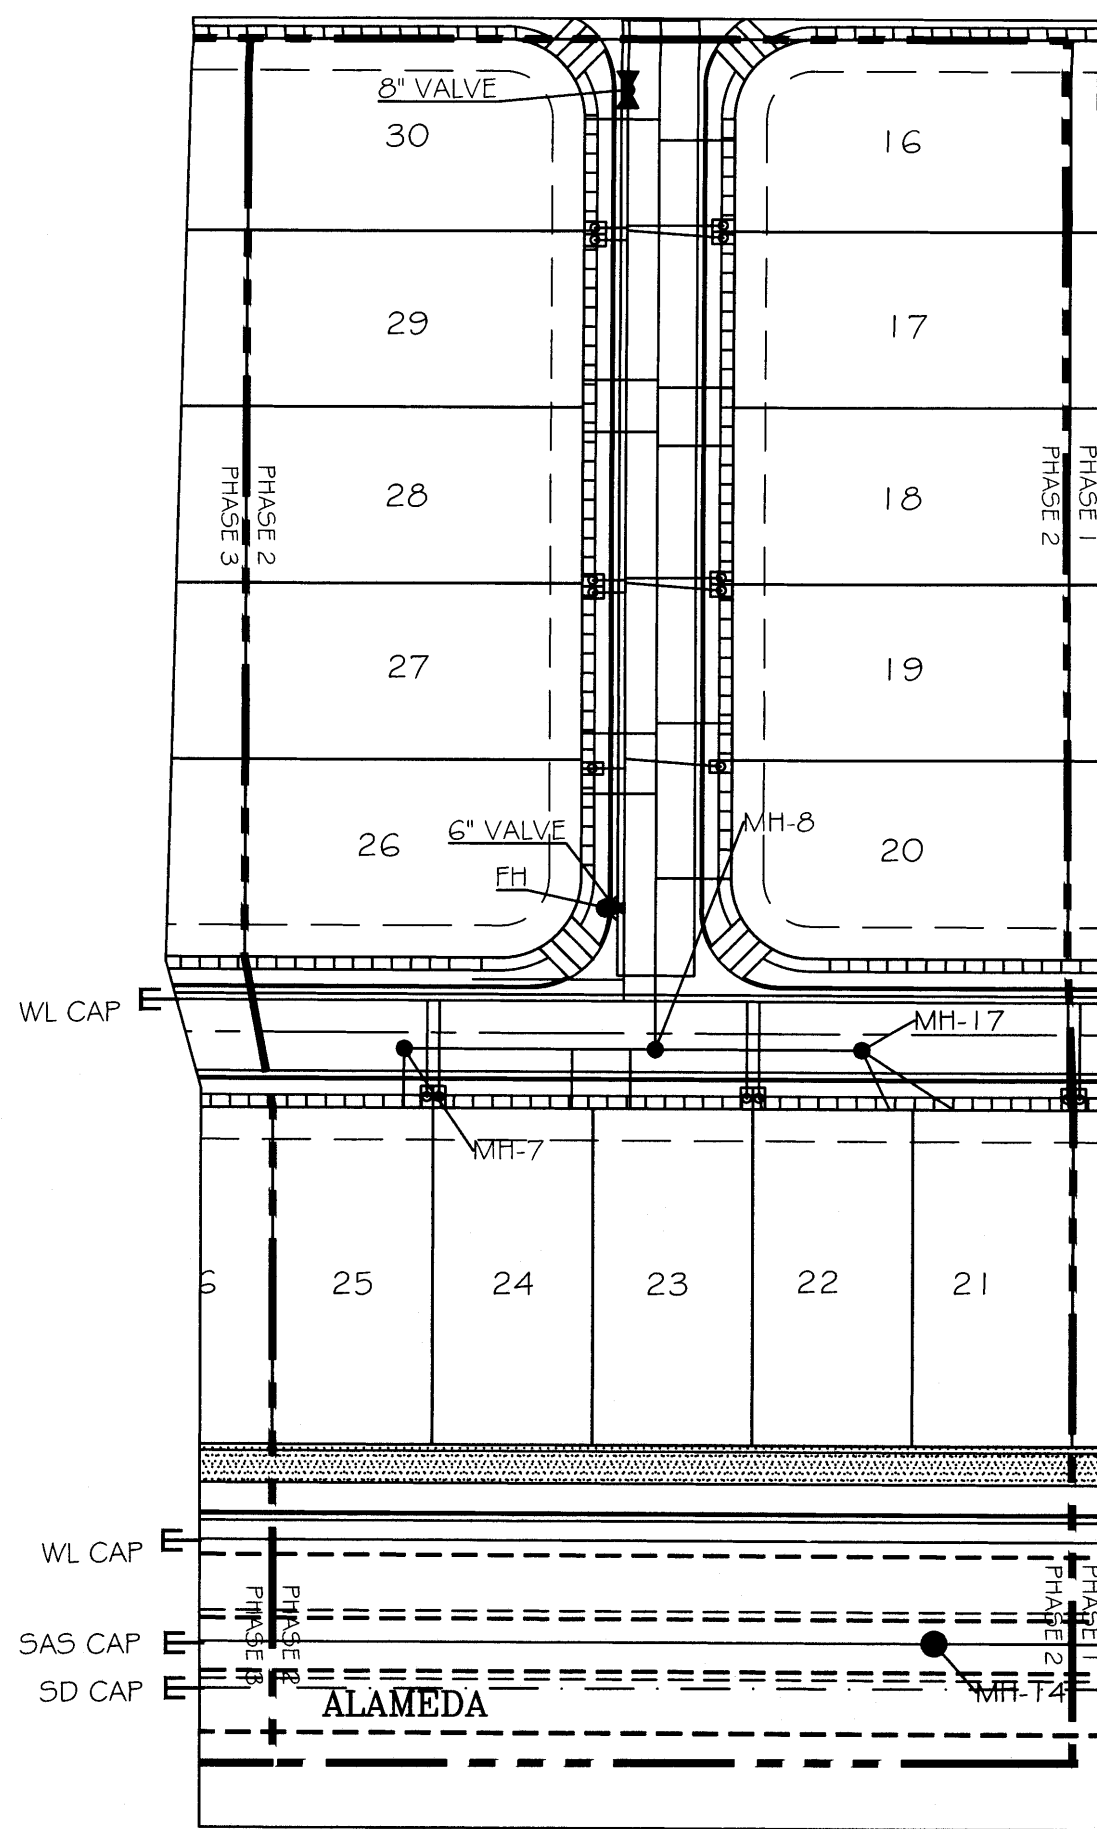 8" VALVE
30
16
29
17
PHASE 3
PHASE 2
28
18
PHASE 2
PHASE 1
27
19
26
6" VALVE
MH-8
20
FH
WL CAP
MH-17
MH-7
6
25
24
23
22
21
WL CAP
PHASE 3
PHASE 2
PHASE 2
PHASE 1
SAS CAP
SD CAP
ALAMEDA
MH-14